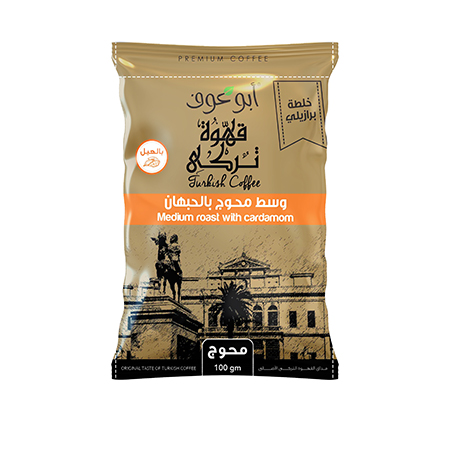 PREMIUM COFFEE
أبو عوف
خلطة
برازيلي
قهوة
تركى
Turkish Coffee
بالهيل
وسط محوج بالحبهان
Medium roast with cardamom
محوج
100 gm
ORIGINAL TASTE OF TURKISH COFFEE
مذاق القهوة التركي الأصلي